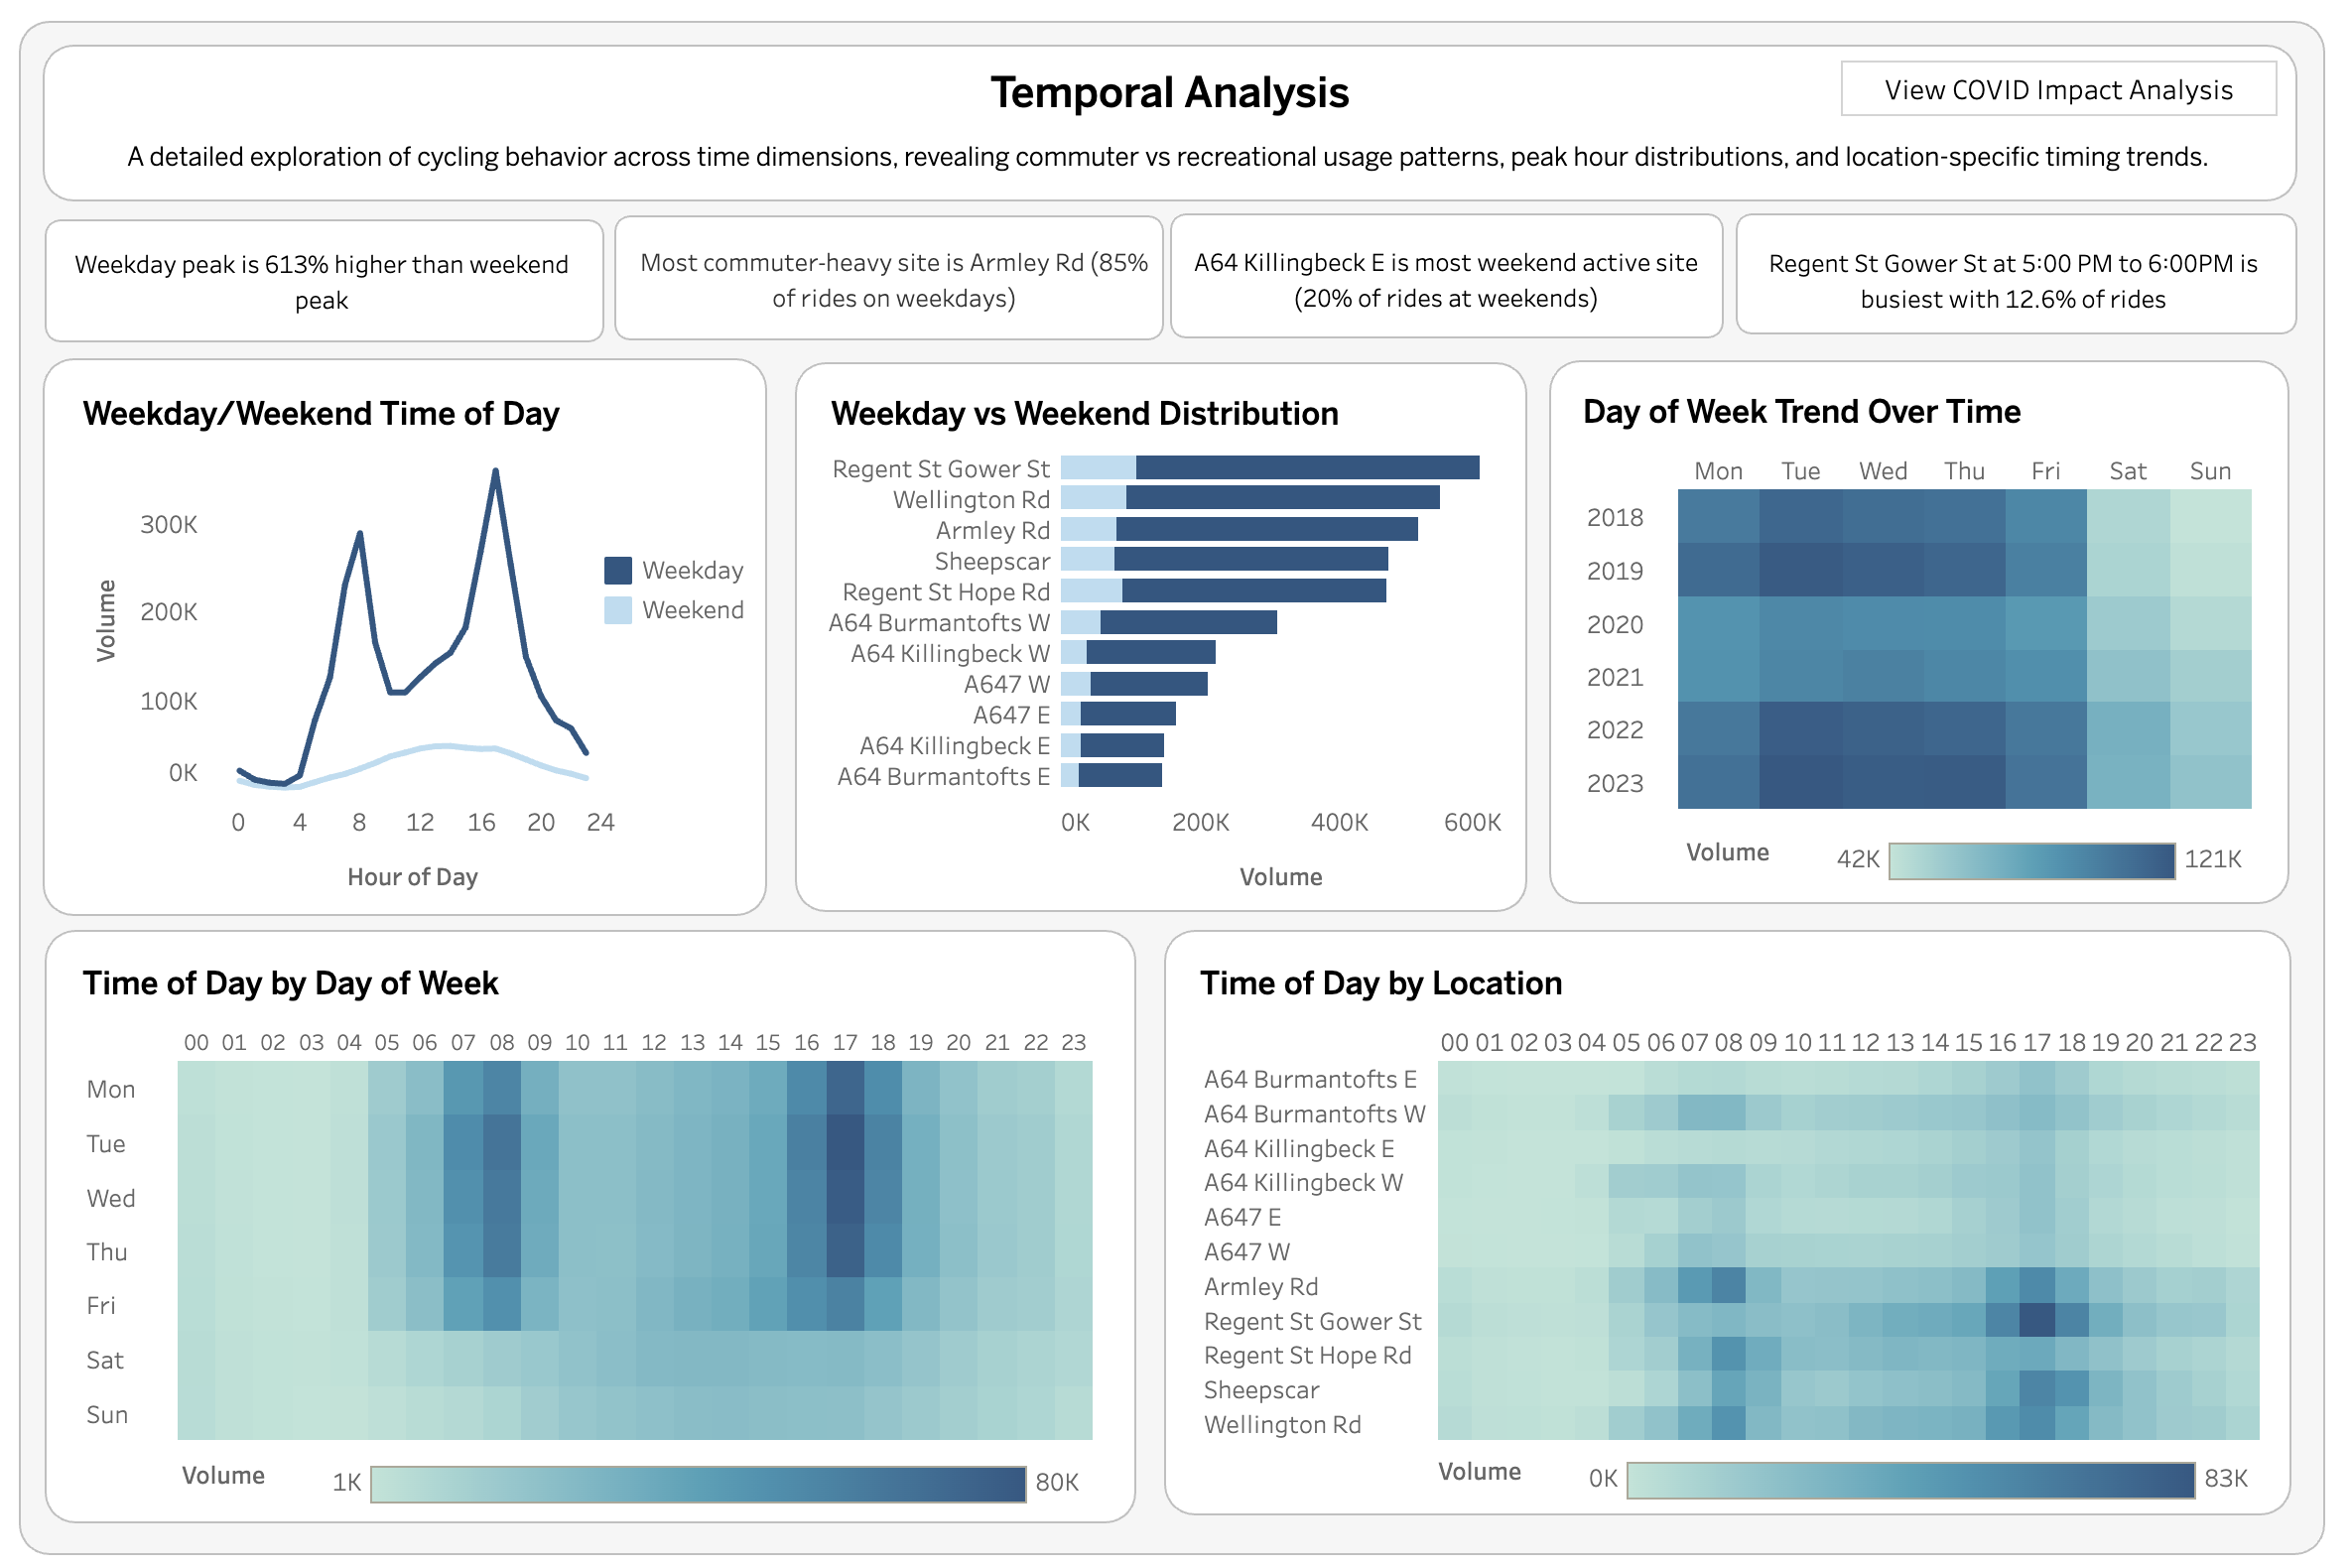 Temporal Analysis
View COVID Impact Analysis
A detailed exploration of cycling behavior across time dimensions, revealing commuter vs recreational usage patterns, peak hour distributions, and location-specific timing trends.
Weekday peak is 613% higher than weekend
peak
Most commuter-heavy site is Armley Rd (85%
of rides on weekdays)
A64 Killingbeck E is most weekend active site
(20% of rides at weekends)
Regent St Gower St at 5:00 PM to 6:00PM is
busiest with 12.6% of rides
Weekday/Weekend Time of Day
300K
200K
100K
0K
Volume
0 4 8 12 16 20 24
Hour of Day
Weekday
Weekend
Weekday vs Weekend Distribution
Regent St Gower St
Wellington Rd
Armley Rd
Sheepscar
Regent St Hope Rd
A64 Burmantofts W
A64 Killingbeck W
A647 W
A647 E
A64 Killingbeck E
A64 Burmantofts E
0K 200K 400K 600K
Volume
Day of Week Trend Over Time
Mon Tue Wed Thu Fri Sat Sun
2018
2019
2020
2021
2022
2023
Volume 42K 121K
Time of Day by Day of Week
00 01 02 03 04 05 06 07 08 09 10 11 12 13 14 15 16 17 18 19 20 21 22 23
Mon
Tue
Wed
Thu
Fri
Sat
Sun
Volume 1K 80K
Time of Day by Location
00 01 02 03 04 05 06 07 08 09 10 11 12 13 14 15 16 17 18 19 20 21 22 23
A64 Burmantofts E
A64 Burmantofts W
A64 Killingbeck E
A64 Killingbeck W
A647 E
A647 W
Armley Rd
Regent St Gower St
Regent St Hope Rd
Sheepscar
Wellington Rd
Volume 0K 83K